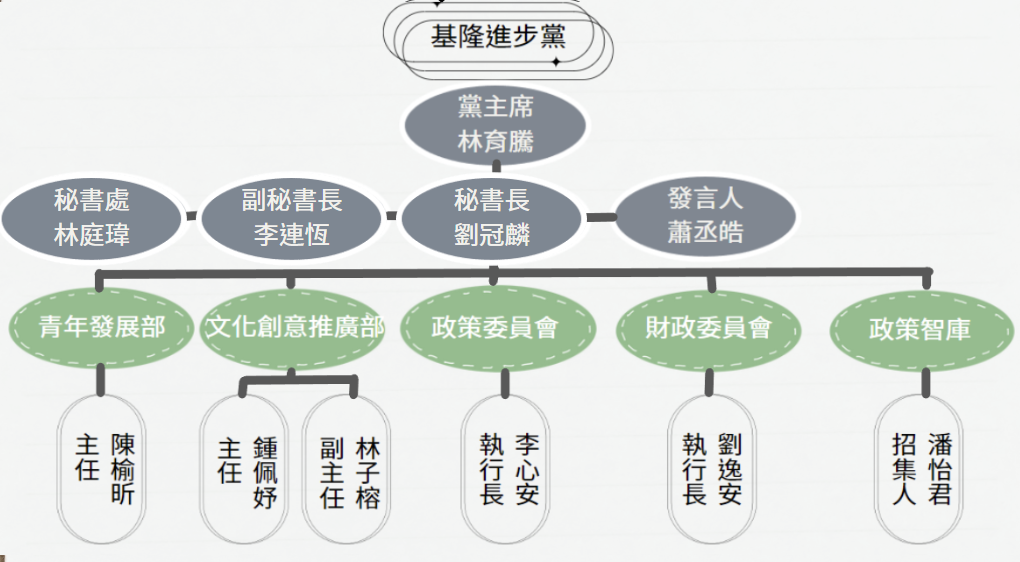 基隆進步黨
黨主席
林育騰
秘書處
林庭瑋
副秘書長
李連恆
秘書長
劉冠麟
發言人
蕭丞皓
青年發展部
文化創意推廣部
政策委員會
財政委員會
政策智庫
陳榆昕
主任
鍾佩妤
主任
林子榕
副主任
李心安
執行長
劉逸安
執行長
潘怡君
招集人